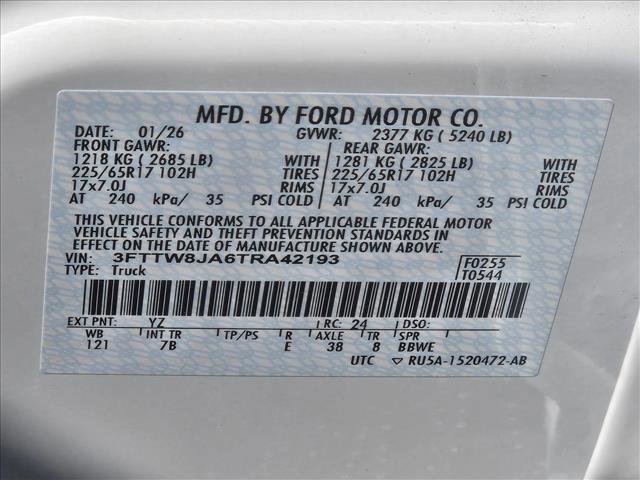 MFD. BY FORD MOTOR CO.
DATE: 01/26 GVWR: 2377 KG ( 5240 LB)
FRONT GAWR: REAR GAWR:
1218 KG ( 2685 LB) WITH 1281 KG ( 2825 LB) WITH
225/65R17 102H TIRES 225/65R17 102H TIRES
17x7.0J RIMS 17x7.0J RIMS
AT 240 kPa/ 35 PSI COLD AT 240 kPa/ 35 PSI COLD
THIS VEHICLE CONFORMS TO ALL APPLICABLE FEDERAL MOTOR
VEHICLE SAFETY AND THEFT PREVENTION STANDARDS IN
EFFECT ON THE DATE OF MANUFACTURE SHOWN ABOVE.
VIN: 3FTTW8JA6TRA42193 F0255
TYPE: Truck T0544
EXT PNT: YZ RC: 24 DSO:
WB INT TR TP/PS R AXLE TR SPR
121 7B E 38 8 BBWE
UTC ▽ RU5A-1520472-AB